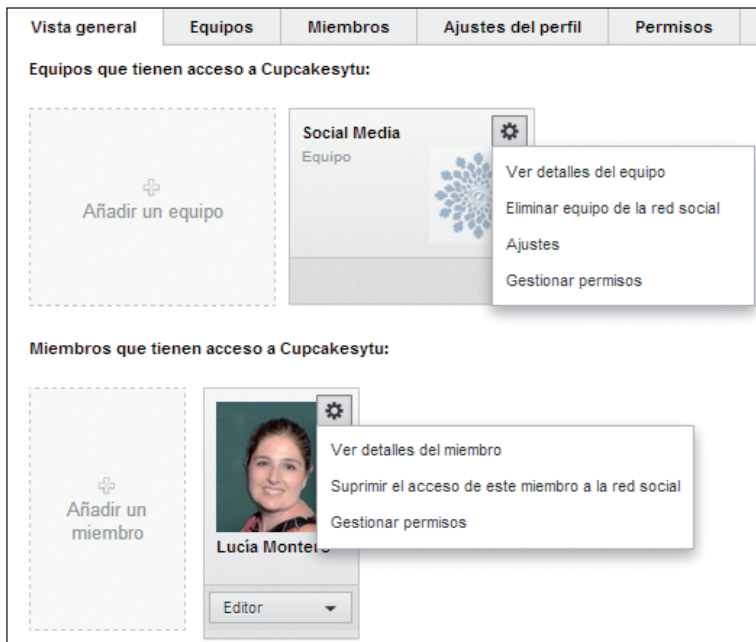 Vista general Equipos Miembros Ajustes del perfil Permisos
Equipos que tienen acceso a Cupcakesytu:
Añadir un equipo
Social Media
Equipo
Ver detalles del equipo
Eliminar equipo de la red social
Ajustes
Gestionar permisos
Miembros que tienen acceso a Cupcakesytu:
Añadir un
miembro
Lucía Montero
Ver detalles del miembro
Suprimir el acceso de este miembro a la red social
Gestionar permisos
Editor